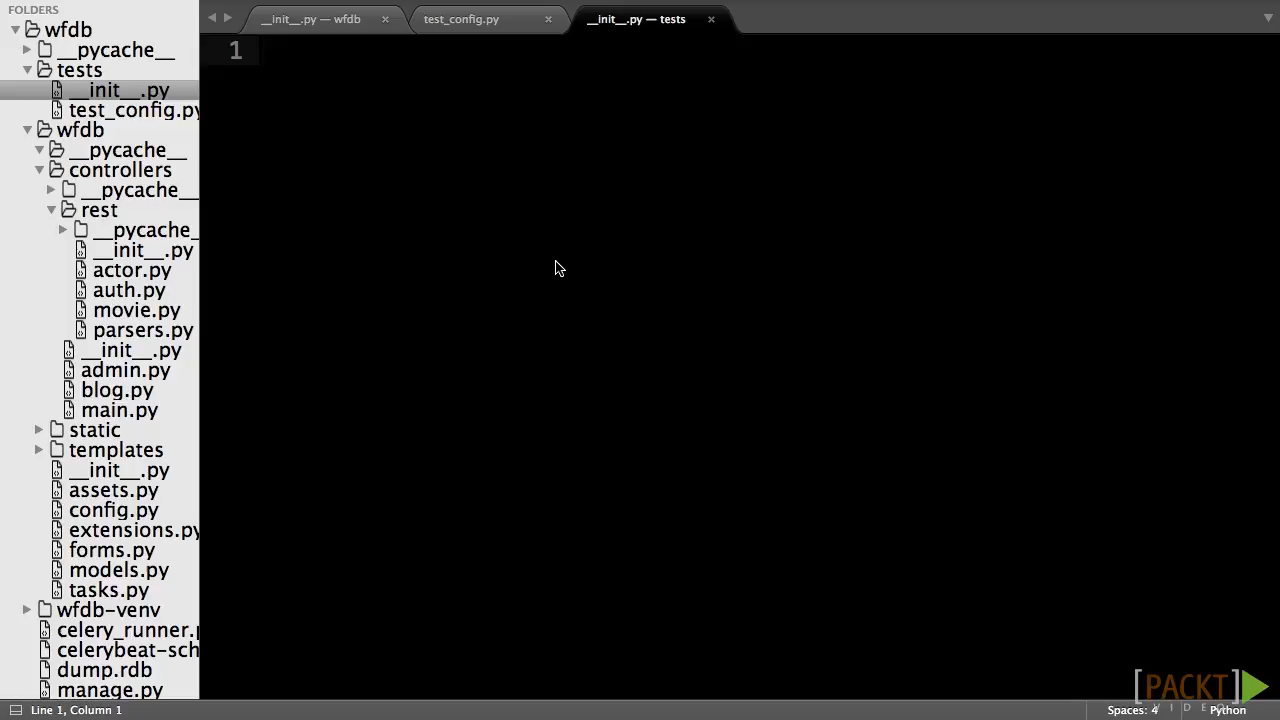 FOLDERS
wfdb
__pycache__
tests
__init__.py
test_config.py
wfdb
__pycache__
controllers
__pycache__
rest
__pycache_
__init__.py
actor.py
auth.py
movie.py
parsers.py
__init__.py
admin.py
blog.py
main.py
static
templates
__init__.py
assets.py
config.py
extensions.py
forms.py
models.py
tasks.py
wfdb-venv
celery_runner.p
celerybeat-sch
dump.rdb
manage.py
__init__.py — wfdb
test_config.py
__init__.py — tests
1
[PACKT]
VIDEO
Line 1, Column 1
Spaces: 4
Python